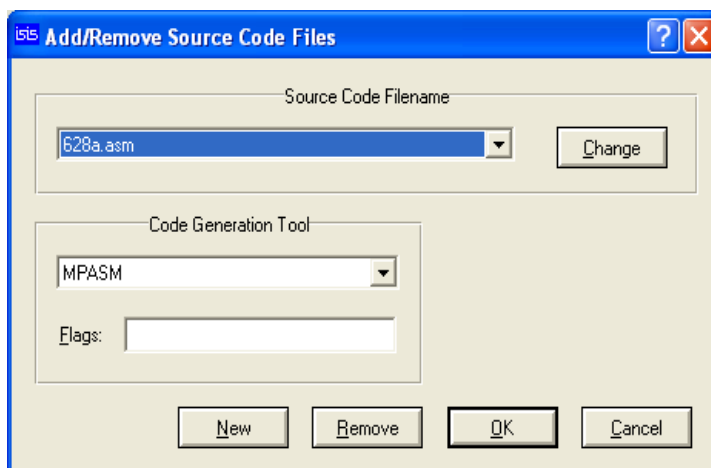 isis Add/Remove Source Code Files
Source Code Filename
628a.asm
Change
Code Generation Tool
MPASM
Flags:
New Remove OK Cancel